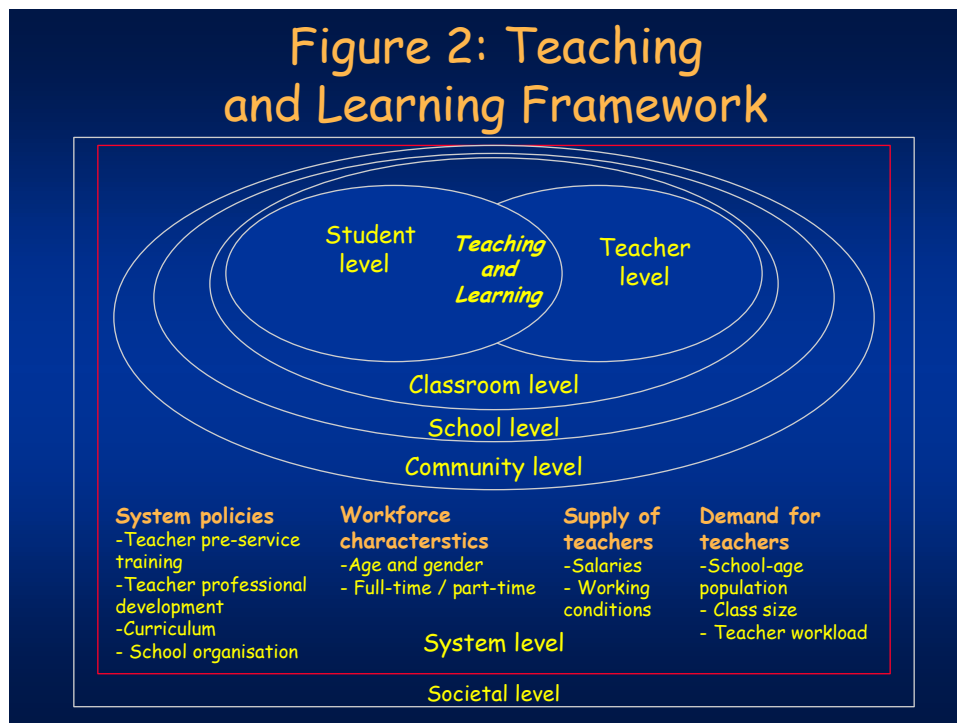 Figure 2: Teaching
and Learning Framework
Student
level
Teaching
and
Learning
Teacher
level
Classroom level
School level
Community level
System policies
-Teacher pre-service
training
-Teacher professional
development
-Curriculum
- School organisation
Workforce
characterstics
-Age and gender
- Full-time / part-time
Supply of
teachers
-Salaries
- Working
conditions
Demand for
teachers
-School-age
population
- Class size
- Teacher workload
System level
Societal level